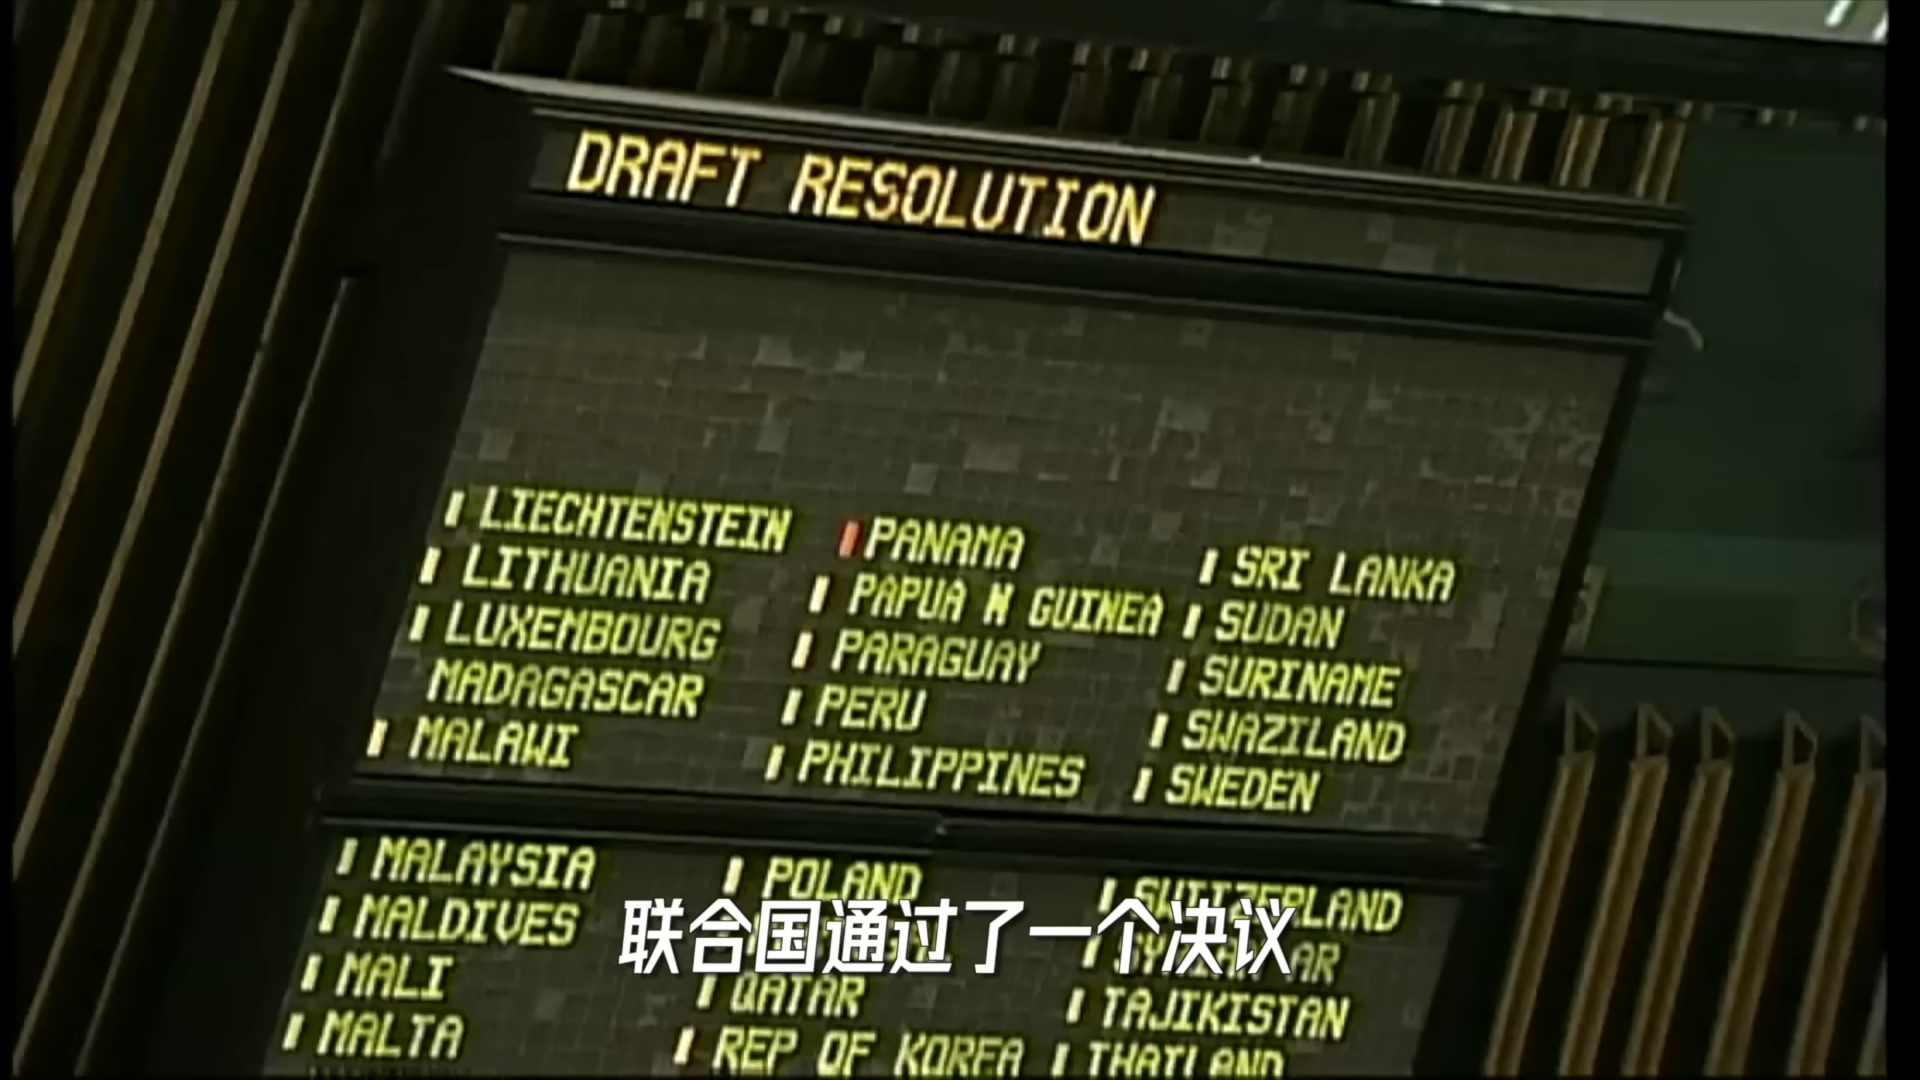 DRAFT RESOLUTION
LIECHTENSTEIN
LITHUANIA
LUXEMBOURG
MADAGASCAR
MALAWI
PANAMA
PAPUA N GUINEA
PARAGUAY
PERU
PHILIPPINES
SRI LANKA
SUDAN
SURINAME
SWAZILAND
SWEDEN
MALAYSIA
MALDIVES
MALI
MALTA
POLAND
QATAR
REP OF KOREA
SWITZERLAND
TAJIKISTAN
THAILAND
联合国通过了一个决议